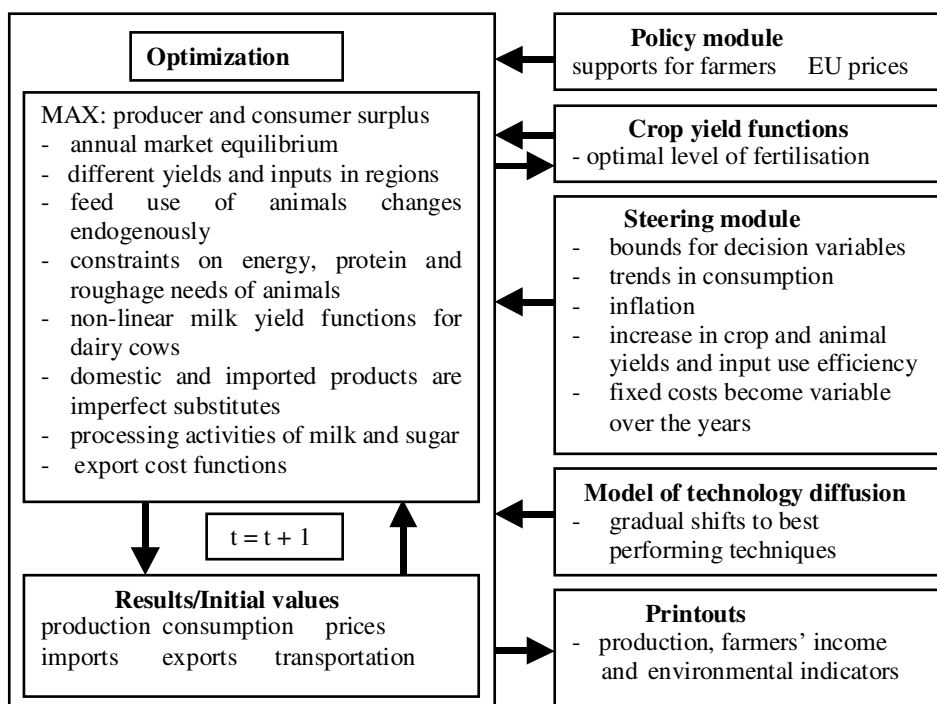 Optimization
MAX: producer and consumer surplus
- annual market equilibrium
- different yields and inputs in regions
- feed use of animals changes
endogenously
- constraints on energy, protein and
roughage needs of animals
- non-linear milk yield functions for
dairy cows
- domestic and imported products are
imperfect substitutes
- processing activities of milk and sugar
- export cost functions
t = t + 1
Results/Initial values
production consumption prices
imports exports transportation
Policy module
supports for farmers EU prices
Crop yield functions
- optimal level of fertilisation
Steering module
- bounds for decision variables
- trends in consumption
- inflation
- increase in crop and animal
yields and input use efficiency
- fixed costs become variable
over the years
Model of technology diffusion
- gradual shifts to best
performing techniques
Printouts
- production, farmers’ income
and environmental indicators